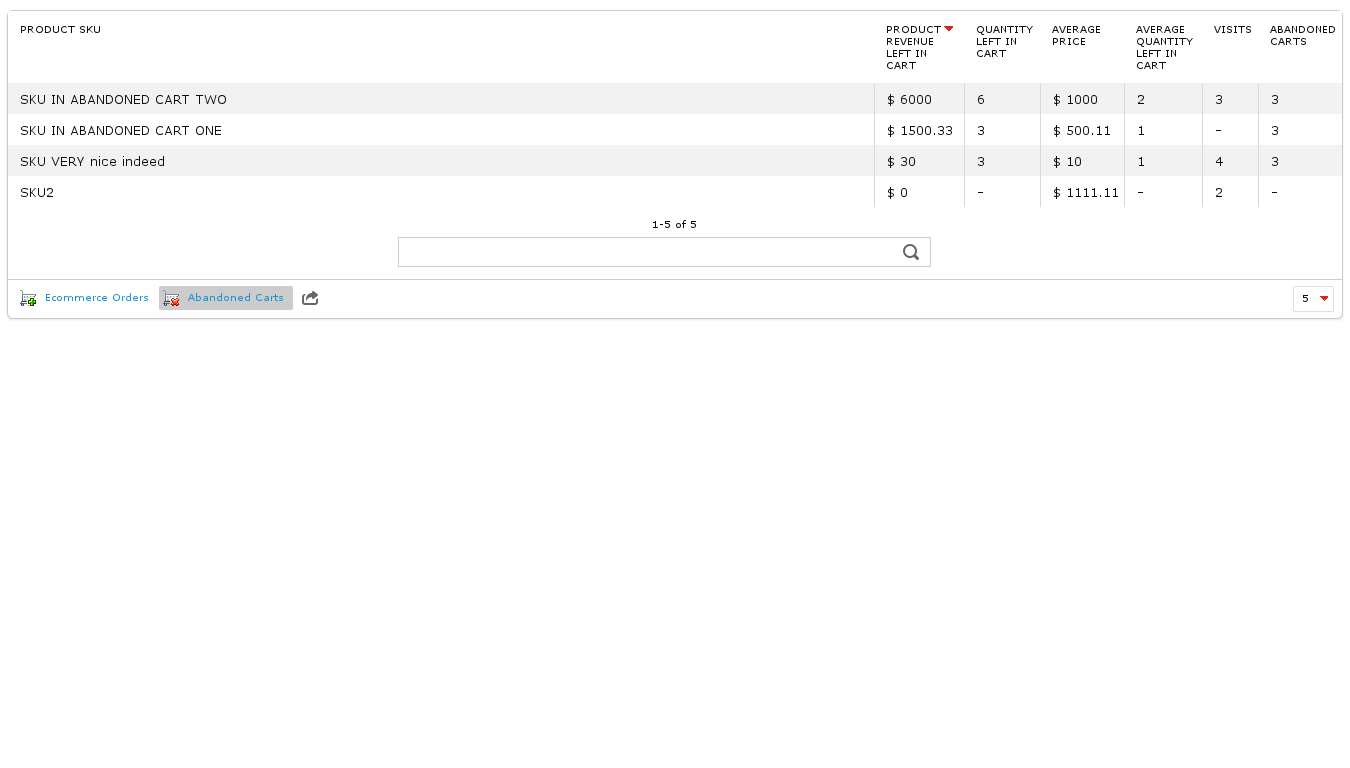 PRODUCT SKU PRODUCT REVENUE LEFT IN CART QUANTITY LEFT IN CART AVERAGE PRICE AVERAGE QUANTITY LEFT IN CART VISITS ABANDONED CARTS
SKU IN ABANDONED CART TWO $ 6000 6 $ 1000 2 3 3
SKU IN ABANDONED CART ONE $ 1500.33 3 $ 500.11 1 - 3
SKU VERY nice indeed $ 30 3 $ 10 1 4 3
SKU2 $ 0 - $ 1111.11 - 2 -
1-5 of 5
Ecommerce Orders Abandoned Carts 5